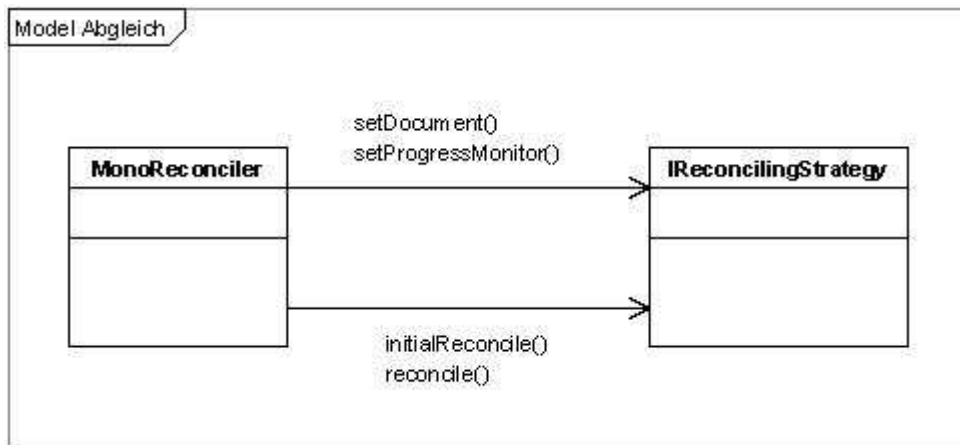 Model Abgleich
setDocument()
setProgressMonitor()
MonoReconciler
IReconcilingStrategy
initialReconcile()
reconcile()